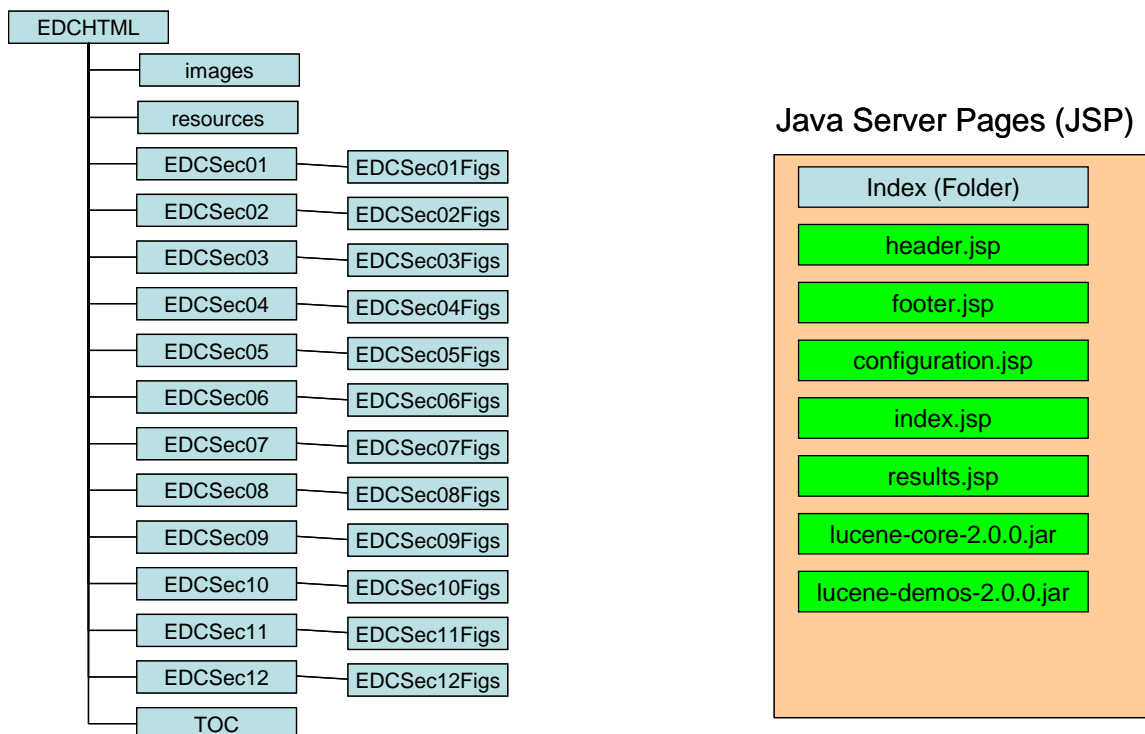 EDCHTML
images
resources
EDCSec01
EDCSec01Figs
EDCSec02
EDCSec02Figs
EDCSec03
EDCSec03Figs
EDCSec04
EDCSec04Figs
EDCSec05
EDCSec05Figs
EDCSec06
EDCSec06Figs
EDCSec07
EDCSec07Figs
EDCSec08
EDCSec08Figs
EDCSec09
EDCSec09Figs
EDCSec10
EDCSec10Figs
EDCSec11
EDCSec11Figs
EDCSec12
EDCSec12Figs
TOC
Java Server Pages (JSP)
Index (Folder)
header.jsp
footer.jsp
configuration.jsp
index.jsp
results.jsp
lucene-core-2.0.0.jar
lucene-demos-2.0.0.jar